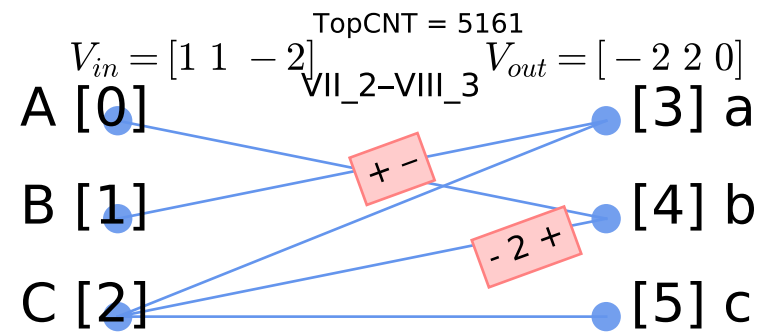 TopCNT = 5161
V_in = [1 1 − 2] V_out = [ − 2 2 0]
VII_2–VIII_3
A [0] [3] a
+ −
B [1] [4] b
- 2 +
C [2] [5] c